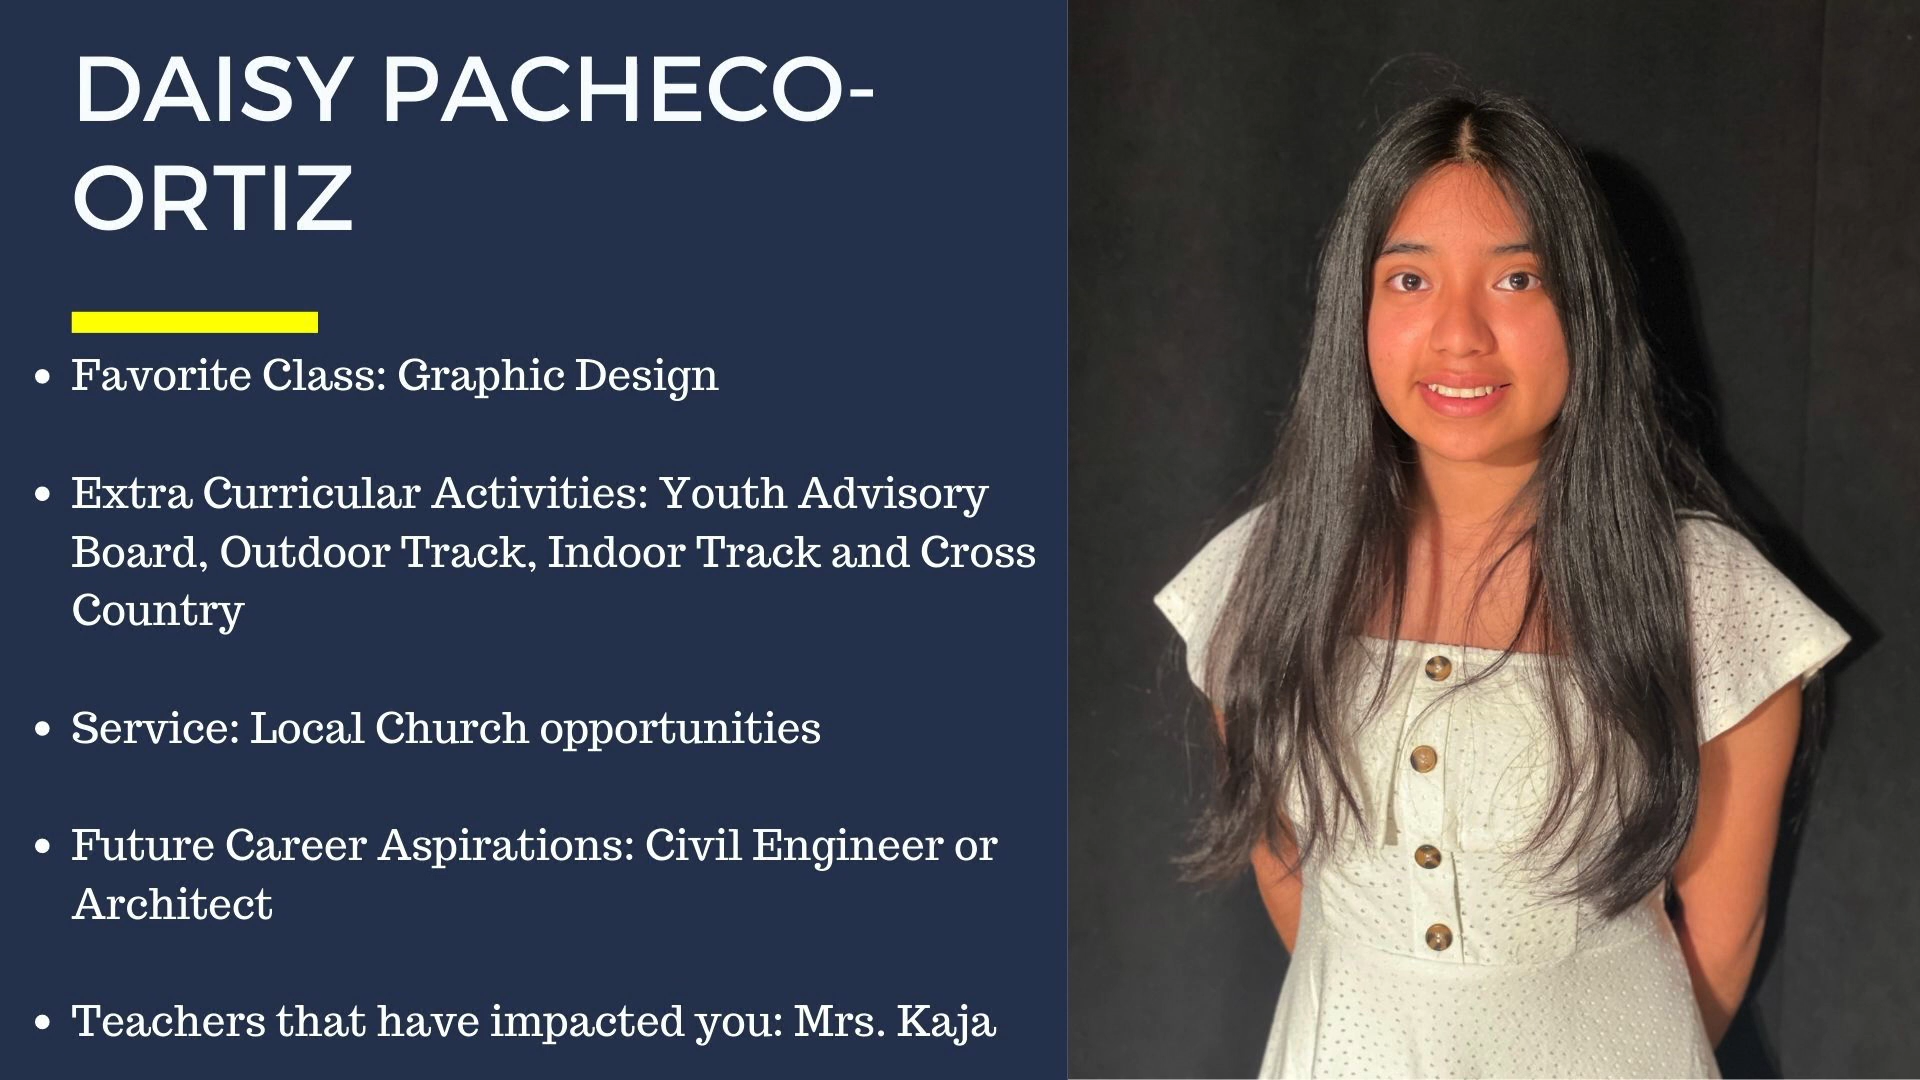 DAISY PACHECO-
ORTIZ
• Favorite Class: Graphic Design
• Extra Curricular Activities: Youth Advisory
Board, Outdoor Track, Indoor Track and Cross
Country
• Service: Local Church opportunities
• Future Career Aspirations: Civil Engineer or
Architect
• Teachers that have impacted you: Mrs. Kaja